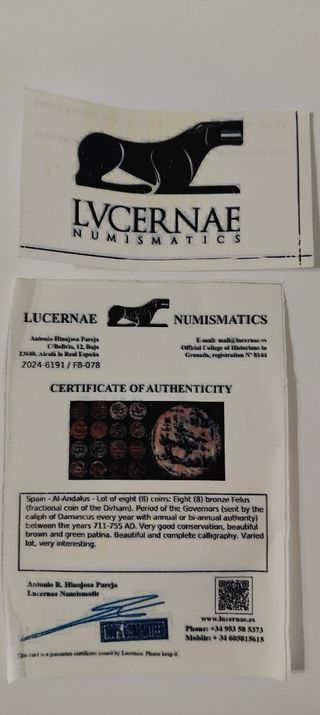 LVCERNAE
NUMISMATICS
LUCERNAE NUMISMATICS
Antonio Hinojosa Pareja
C/Bolivia, 12, Bajo
23680, Alcalá la Real España
E-mail: mail@lucernae.es
Official College of Historians in
Granada, registration Nº 8144
2024-6191 / F8-078
CERTIFICATE OF AUTHENTICITY
Spain - Al-Andalus - Lot of eight (8) coins: Eight (8) bronze Felus
(fractional coin of the Dirham). Period of the Governors (sent by the
caliph of Damascus every year with annual or bi-annual authority)
between the years 711-755 AD. Very good conservation, beautiful
brown and green patina. Beautiful and complete calligraphy. Varied
lot, very interesting.
Antonio R. Hinojosa Pareja
Lucernae Numismatic
www.lucernae.es
Phone: +34 953 58 5373
Mobile: + 34 605815615
This card is a guarantee certificate issued by Lucernae. Please keep it.